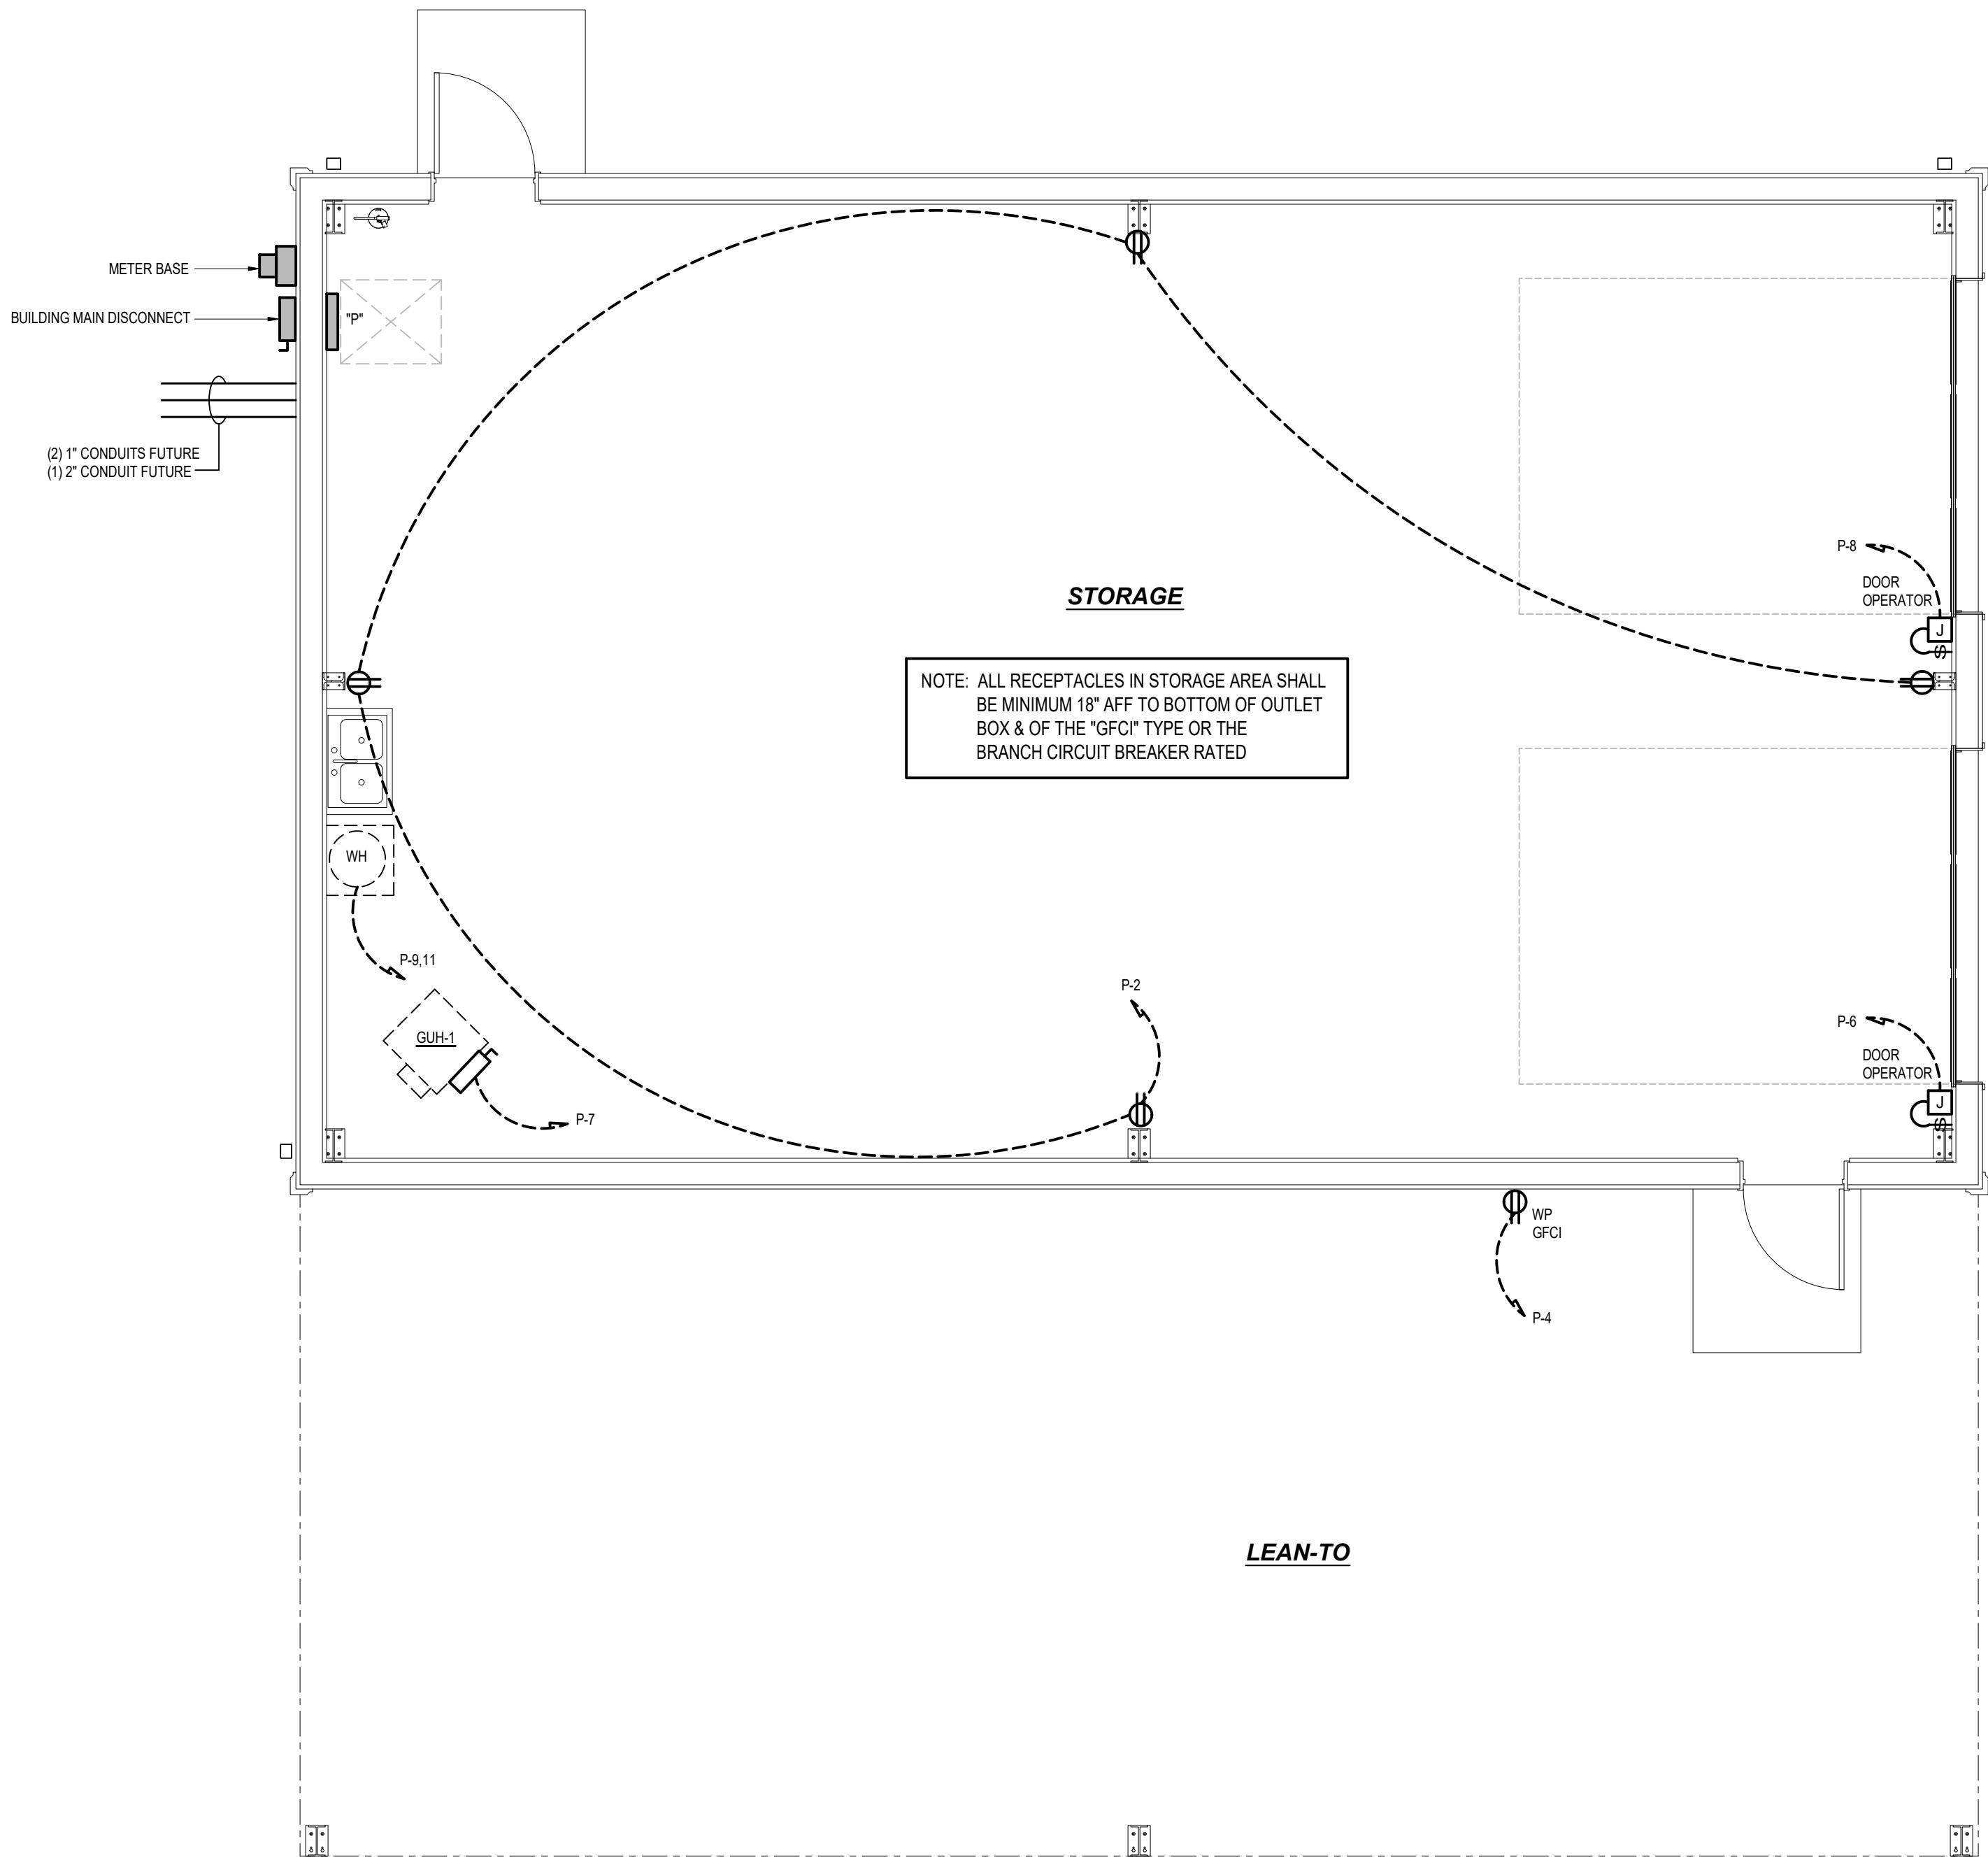 METER BASE
BUILDING MAIN DISCONNECT
"P"
(2) 1" CONDUITS FUTURE
(1) 2" CONDUIT FUTURE
P-8
DOOR
OPERATOR
J
S
STORAGE
NOTE: ALL RECEPTACLES IN STORAGE AREA SHALL
BE MINIMUM 18" AFF TO BOTTOM OF OUTLET
BOX & OF THE "GFCI" TYPE OR THE
BRANCH CIRCUIT BREAKER RATED
WH
P-9,11
P-2
GUH-1
P-7
P-6
DOOR
OPERATOR
J
S
WP
GFCI
P-4
LEAN-TO